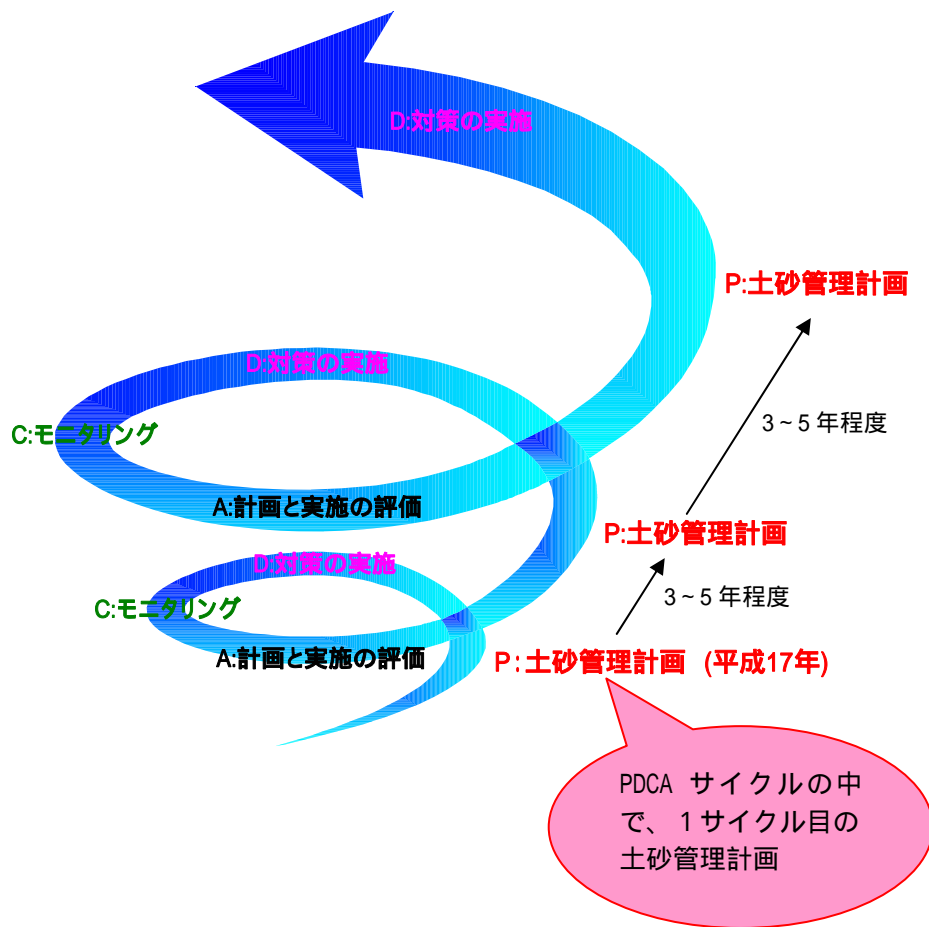 D:対策の実施
P:土砂管理計画
D:対策の実施
3~5年程度
C:モニタリング
A:計画と実施の評価
P:土砂管理計画
D:対策の実施
3~5年程度
C:モニタリング
A:計画と実施の評価
P:土砂管理計画 (平成17年)
PDCA サイクルの中
で、1サイクル目の
土砂管理計画